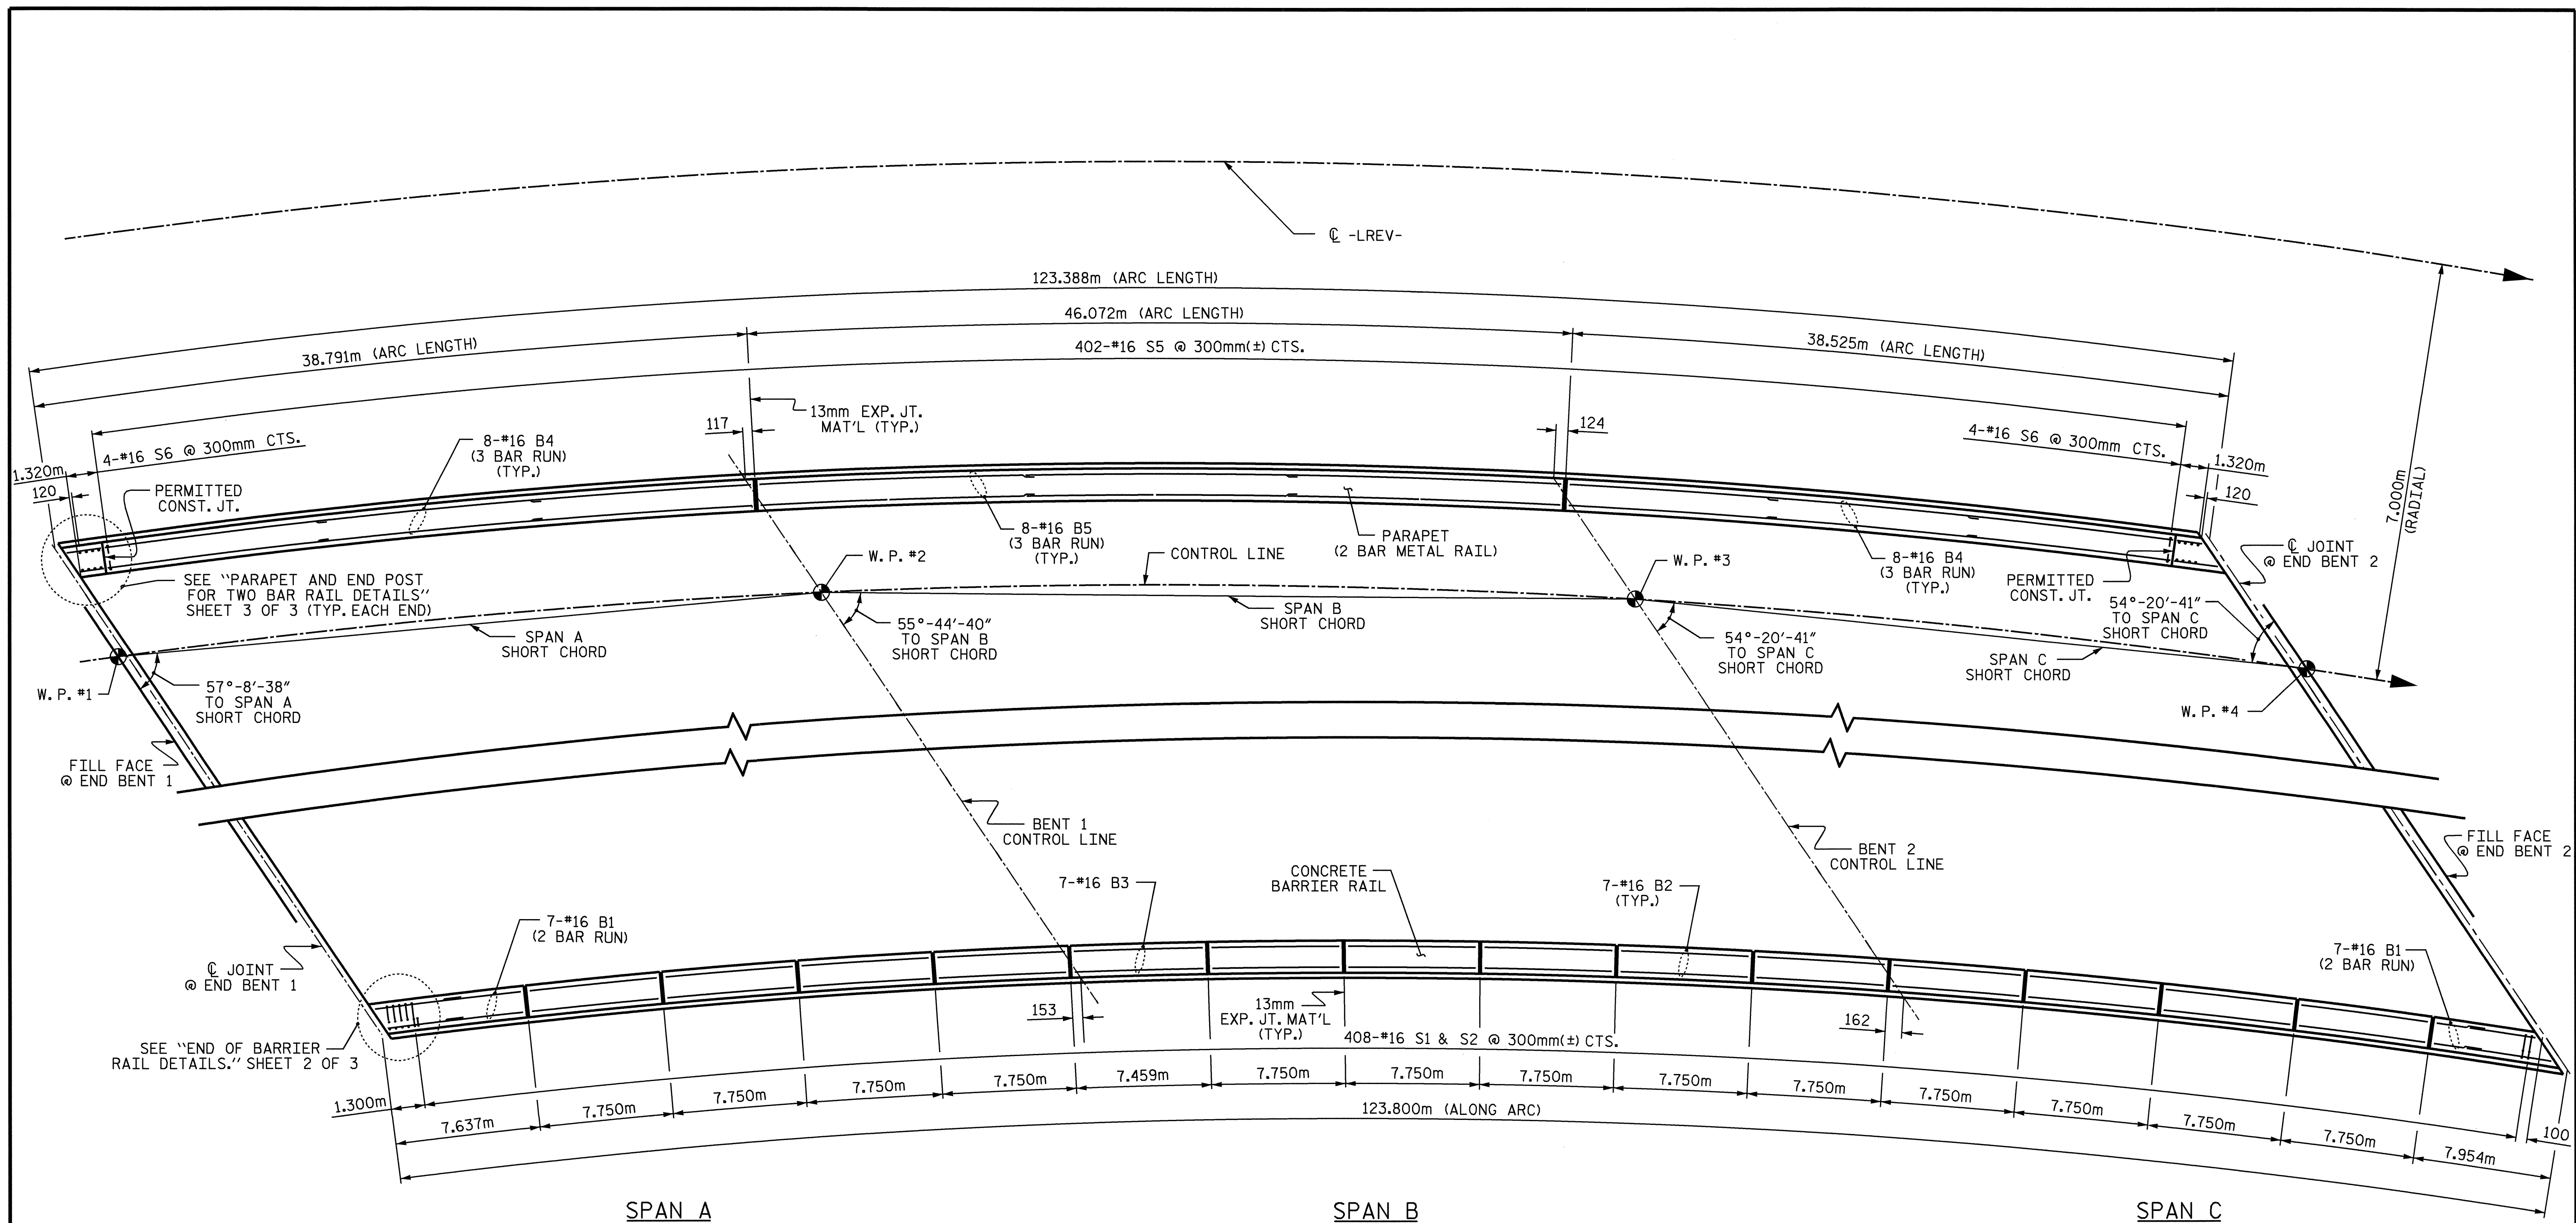 ℄ -LREV-
123.388m (ARC LENGTH)
46.072m (ARC LENGTH)
38.791m (ARC LENGTH)
38.525m (ARC LENGTH)
402-#16 S5 @ 300mm(±) CTS.
7.000m
(RADIAL)
13mm EXP. JT.
MAT'L (TYP.)
117
124
4-#16 S6 @ 300mm CTS.
1.320m
120
8-#16 B4
(3 BAR RUN)
(TYP.)
4-#16 S6 @ 300mm CTS.
1.320m
120
PERMITTED
CONST. JT.
8-#16 B5
(3 BAR RUN)
(TYP.)
PARAPET
(2 BAR METAL RAIL)
8-#16 B4
(3 BAR RUN)
(TYP.)
PERMITTED
CONST. JT.
℄ JOINT
@ END BENT 2
SEE "PARAPET AND END POST
FOR TWO BAR RAIL DETAILS"
SHEET 3 OF 3 (TYP. EACH END)
W. P. #2
CONTROL LINE
W. P. #3
SPAN A
SHORT CHORD
55°-44'-40"
TO SPAN B
SHORT CHORD
SPAN B
SHORT CHORD
54°-20'-41"
TO SPAN C
SHORT CHORD
SPAN C
SHORT CHORD
54°-20'-41"
TO SPAN C
SHORT CHORD
W. P. #1
57°-8'-38"
TO SPAN A
SHORT CHORD
W. P. #4
FILL FACE
@ END BENT 1
BENT 1
CONTROL LINE
BENT 2
CONTROL LINE
FILL FACE
@ END BENT 2
7-#16 B1
(2 BAR RUN)
7-#16 B3
CONCRETE
BARRIER RAIL
7-#16 B2
(TYP.)
7-#16 B1
(2 BAR RUN)
℄ JOINT
@ END BENT 1
153
13mm
EXP. JT. MAT'L
(TYP.)
162
SEE "END OF BARRIER
RAIL DETAILS." SHEET 2 OF 3
408-#16 S1 & S2 @ 300mm(±) CTS.
1.300m
7.637m
7.750m
7.750m
7.750m
7.750m
7.459m
7.750m
7.750m
7.750m
7.750m
7.750m
7.750m
7.750m
7.750m
7.750m
7.954m
100
123.800m (ALONG ARC)
SPAN A
SPAN B
SPAN C